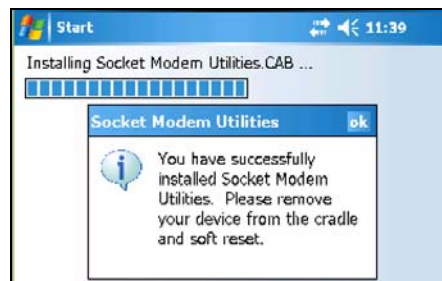 Start 11:39
Installing Socket Modem Utilities.CAB ...
Socket Modem Utilities ok
You have successfully
installed Socket Modem
Utilities. Please remove
your device from the cradle
and soft reset.